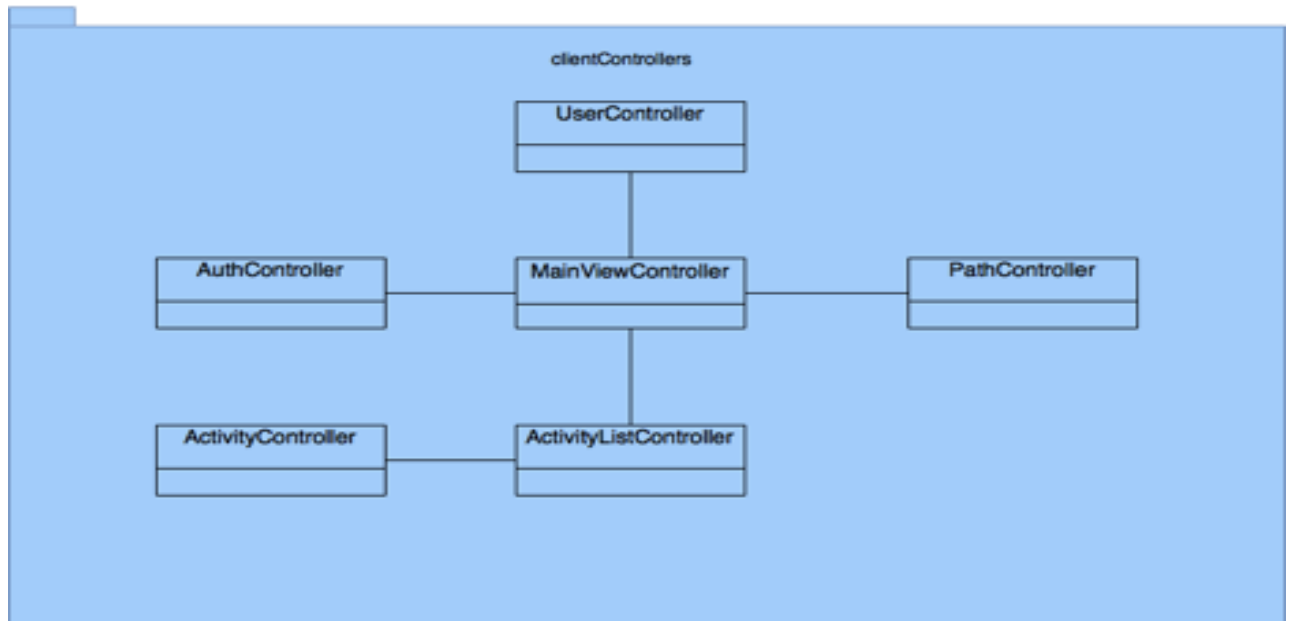 clientControllers
UserController
AuthController
MainViewController
PathController
ActivityController
ActivityListController